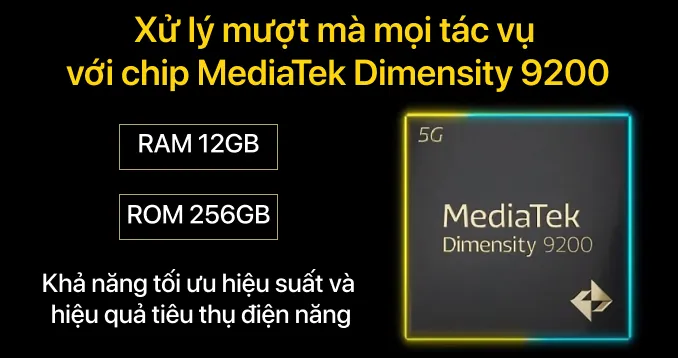 Xử lý mượt mà mọi tác vụ
với chip MediaTek Dimensity 9200
RAM 12GB
ROM 256GB
Khả năng tối ưu hiệu suất và
hiệu quả tiêu thụ điện năng
5G
MediaTek
Dimensity 9200